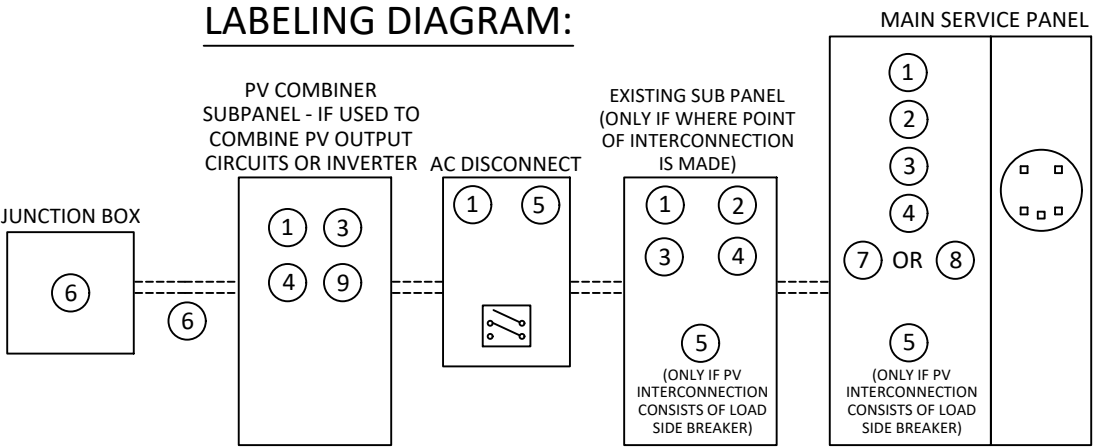 LABELING DIAGRAM:
MAIN SERVICE PANEL
PV COMBINER
SUBPANEL - IF USED TO
COMBINE PV OUTPUT
CIRCUITS OR INVERTER
AC DISCONNECT
EXISTING SUB PANEL
(ONLY IF WHERE POINT
OF INTERCONNECTION
IS MADE)
JUNCTION BOX
6
6
1 3
4 9
1 5
1 2
3 4
5
(ONLY IF PV
INTERCONNECTION
CONSISTS OF LOAD
SIDE BREAKER)
1
2
3
4
7 OR 8
5
(ONLY IF PV
INTERCONNECTION
CONSISTS OF LOAD
SIDE BREAKER)